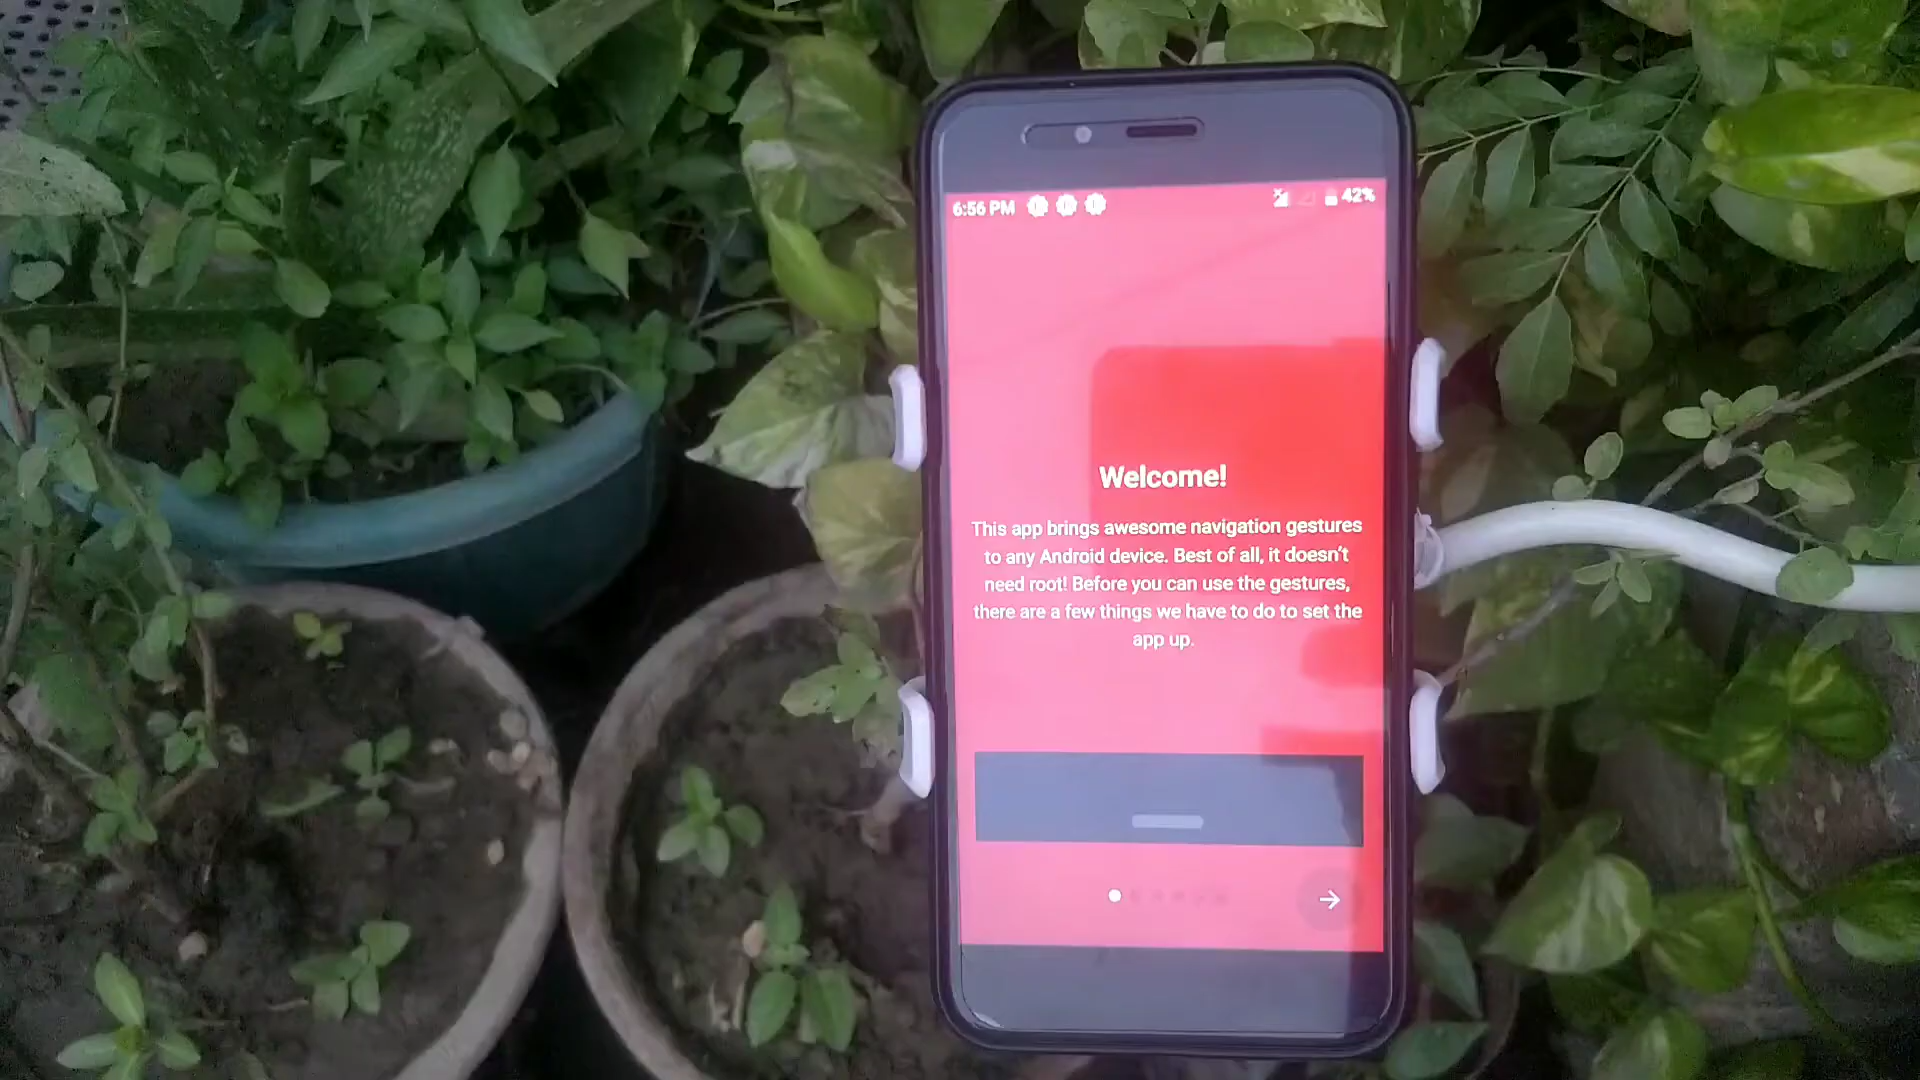 6:56 PM 42%
Welcome!
This app brings awesome navigation gestures
to any Android device. Best of all, it doesn't
need root! Before you can use the gestures,
there are a few things we have to do to set the
app up.